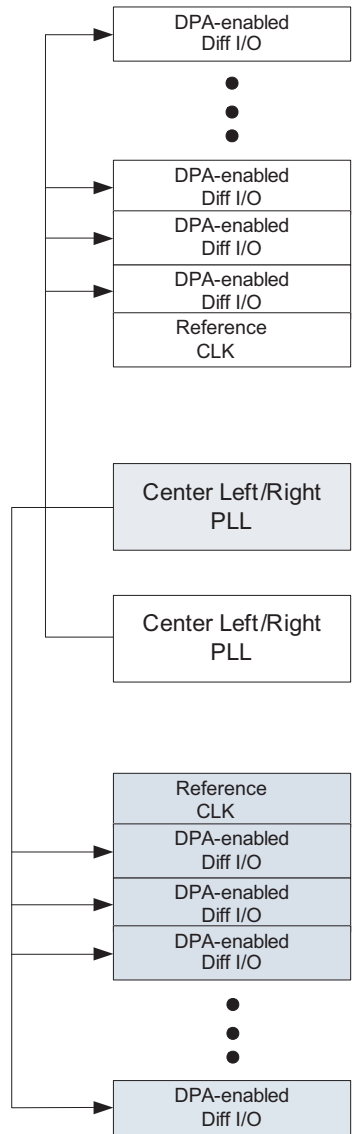 DPA-enabled
Diff I/O
DPA-enabled
Diff I/O
DPA-enabled
Diff I/O
DPA-enabled
Diff I/O
Reference
CLK
Center Left/Right
PLL
Center Left/Right
PLL
Reference
CLK
DPA-enabled
Diff I/O
DPA-enabled
Diff I/O
DPA-enabled
Diff I/O
DPA-enabled
Diff I/O